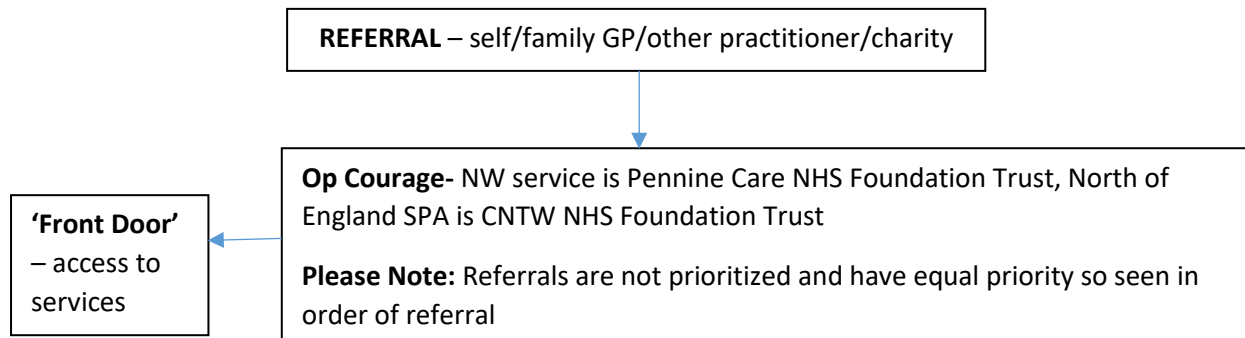 REFERRAL – self/family GP/other practitioner/charity
Op Courage- NW service is Pennine Care NHS Foundation Trust, North of
England SPA is CNTW NHS Foundation Trust
Please Note: Referrals are not prioritized and have equal priority so seen in
order of referral
‘Front Door’
– access to
services